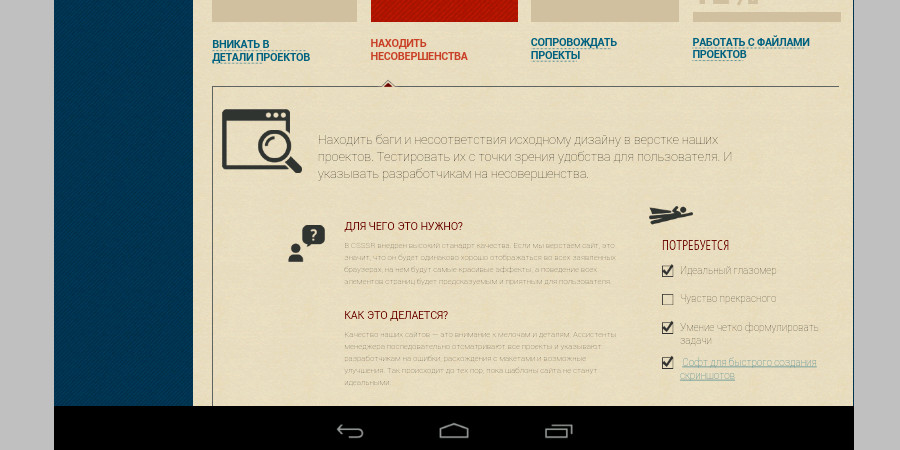 ВНИКАТЬ В
ДЕТАЛИ ПРОЕКТОВ
НАХОДИТЬ
НЕСОВЕРШЕНСТВА
СОПРОВОЖДАТЬ
ПРОЕКТЫ
РАБОТАТЬ С ФАЙЛАМИ
ПРОЕКТОВ
Находить баги и несоответствия исходному дизайну в верстке наших
проектов. Тестировать их с точки зрения удобства для пользователя. И
указывать разработчикам на несовершенства.
?
ДЛЯ ЧЕГО ЭТО НУЖНО?
В CSSSR внедрен высокий стандарт качества. Если мы верстаем сайт, это
значит, что он будет одинаково хорошо отображаться во всех заявленных
браузерах, на нем будут самые красивые эффекты, а поведение всех
элементов страниц будет предсказуемым и приятным для пользователя.
КАК ЭТО ДЕЛАЕТСЯ?
Качество наших сайтов — это внимание к мелочам и деталям. Ассистенты
менеджера последовательно отсматривают все проекты и указывают
разработчикам на ошибки, расхождения с макетами и возможные
улучшения. Так происходит до тех пор, пока шаблоны сайта не станут
идеальными.
ПОТРЕБУЕТСЯ
Идеальный глазомер
Чувство прекрасного
Умение четко формулировать
задачи
Софт для быстрого создания
скриншотов